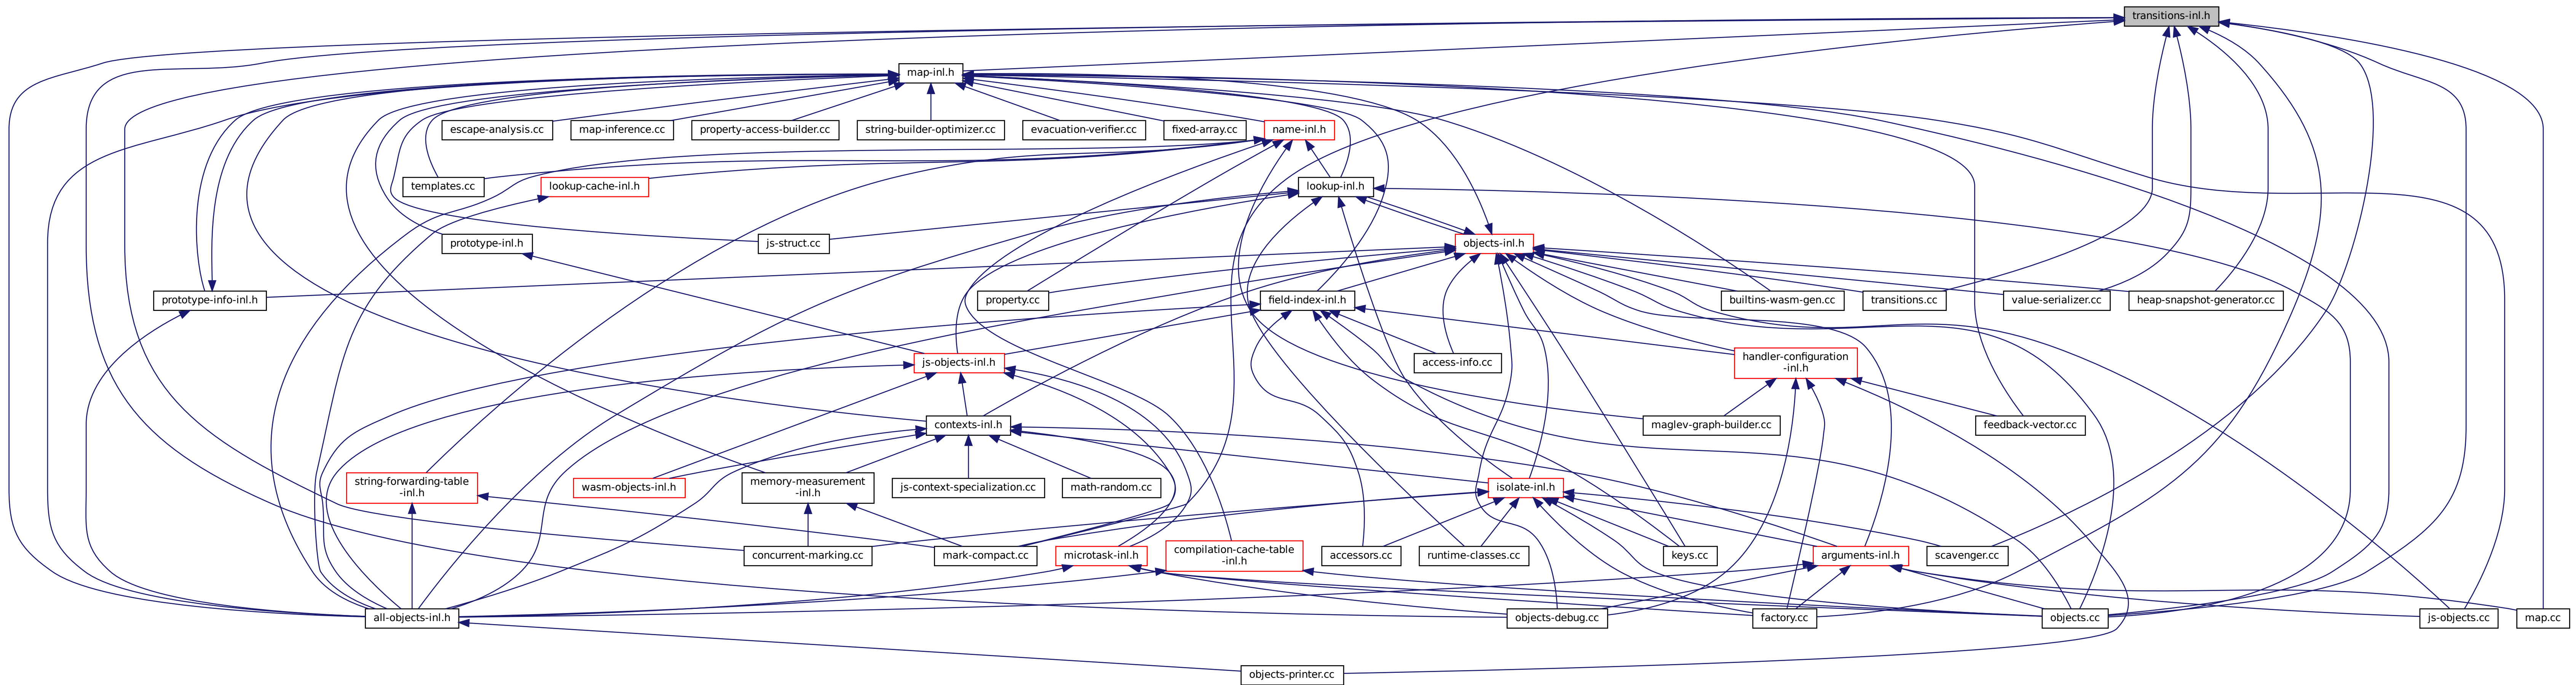 transitions-inl.h
map-inl.h
escape-analysis.cc
map-inference.cc
property-access-builder.cc
string-builder-optimizer.cc
evacuation-verifier.cc
fixed-array.cc
name-inl.h
templates.cc
lookup-cache-inl.h
lookup-inl.h
prototype-inl.h
js-struct.cc
objects-inl.h
prototype-info-inl.h
property.cc
field-index-inl.h
builtins-wasm-gen.cc
transitions.cc
value-serializer.cc
heap-snapshot-generator.cc
js-objects-inl.h
access-info.cc
handler-configuration
-inl.h
contexts-inl.h
maglev-graph-builder.cc
feedback-vector.cc
string-forwarding-table
-inl.h
wasm-objects-inl.h
memory-measurement
-inl.h
js-context-specialization.cc
math-random.cc
isolate-inl.h
concurrent-marking.cc
mark-compact.cc
microtask-inl.h
compilation-cache-table
-inl.h
accessors.cc
runtime-classes.cc
keys.cc
arguments-inl.h
scavenger.cc
all-objects-inl.h
objects-debug.cc
factory.cc
objects.cc
js-objects.cc
map.cc
objects-printer.cc